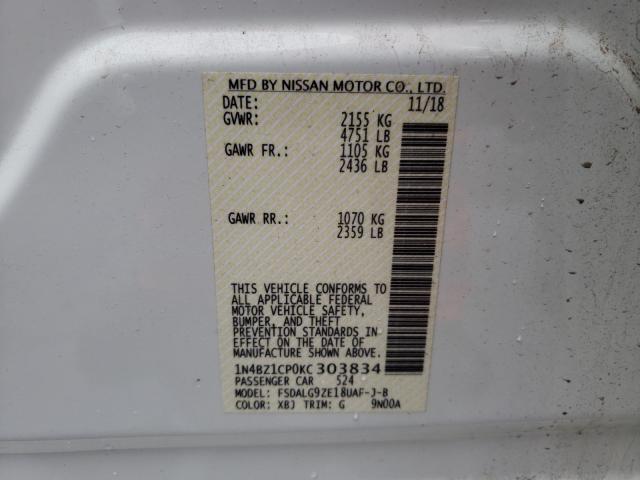 MFD BY NISSAN MOTOR CO., LTD.
DATE: 11/18
GVWR: 2155 KG
4751 LB
GAWR FR.: 1105 KG
2436 LB
GAWR RR.: 1070 KG
2359 LB
THIS VEHICLE CONFORMS TO
ALL APPLICABLE FEDERAL
MOTOR VEHICLE SAFETY,
BUMPER, AND THEFT
PREVENTION STANDARDS IN
EFFECT ON THE DATE OF
MANUFACTURE SHOWN ABOVE.
1N4BZ1CP0KC303834
PASSENGER CAR 524
MODEL: FSDALG9ZE18UAF-J-B
COLOR: XBJ TRIM: G 9N00A